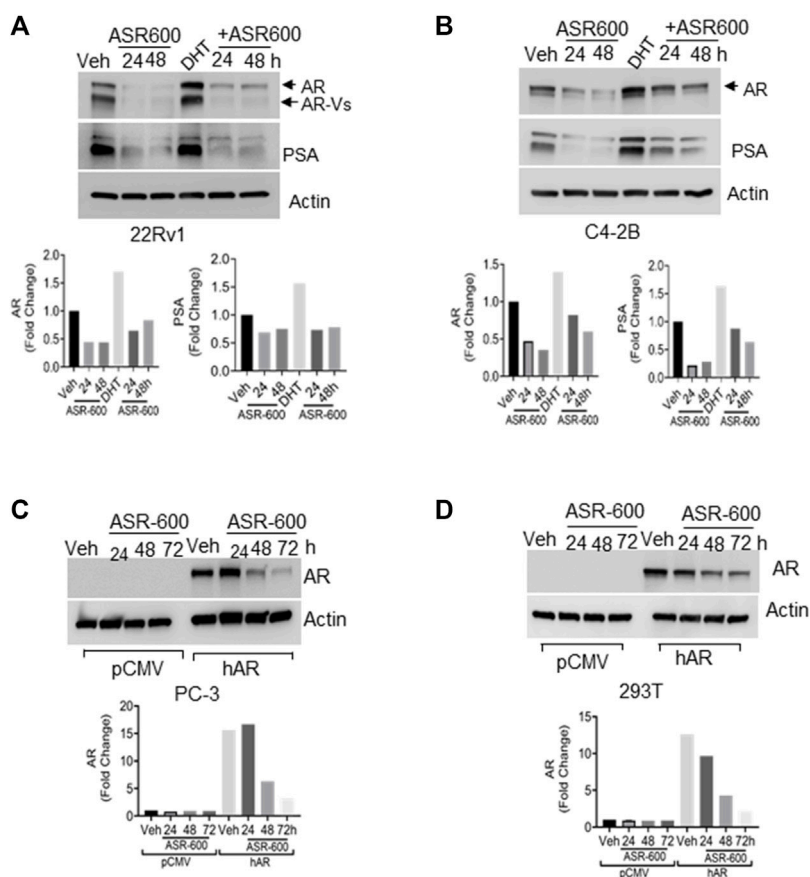 A
ASR600 +ASR600
Veh 24 48 DHT 24 48 h
AR
AR-Vs
PSA
Actin
22Rv1
AR
(Fold Change)
2.0
1.5
1.0
0.5
0.0
Veh 24 48 DHT 24 48h
ASR-600 ASR-600
PSA
(Fold Change)
2.0
1.5
1.0
0.5
0.0
Veh 24 48 DHT 24 48h
ASR-600 ASR-600
B
ASR600 +ASR600
Veh 24 48 DHT 24 48 h
AR
PSA
Actin
C4-2B
AR
(Fold Change)
1.5
1.0
0.5
0.0
Veh 24 48 DHT 24 48h
ASR-600 ASR-600
PSA
(Fold Change)
2.0
1.5
1.0
0.5
0.0
Veh 24 48 DHT 24 48h
ASR-600 ASR-600
C
ASR-600 ASR-600
Veh 24 48 72 Veh 24 48 72 h
AR
Actin
pCMV hAR
PC-3
AR
(Fold Change)
20
15
10
5
0
Veh 24 48 72 Veh 24 48 72h
ASR-600 ASR-600
pCMV hAR
D
ASR-600 ASR-600
Veh 24 48 72 Veh 24 48 72 h
AR
Actin
pCMV hAR
293T
AR
(Fold Change)
15
10
5
0
Veh 24 48 72 Veh 24 48 72h
ASR-600 ASR-600
pCMV hAR